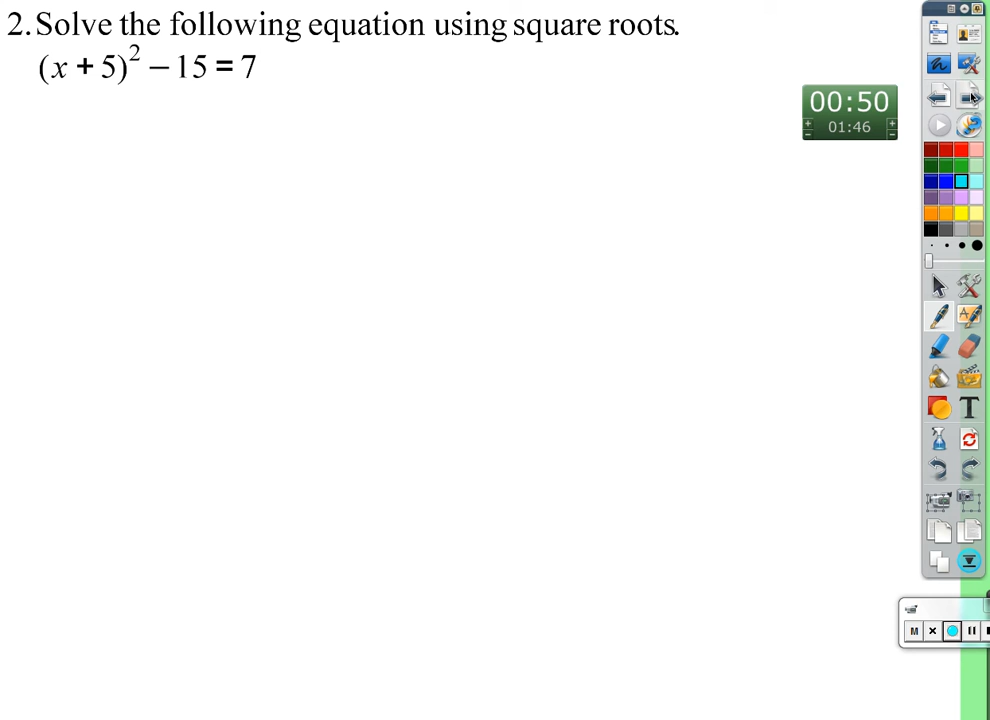 2. Solve the following equation using square roots.
(x + 5)² − 15 = 7
00:50
01:46
M